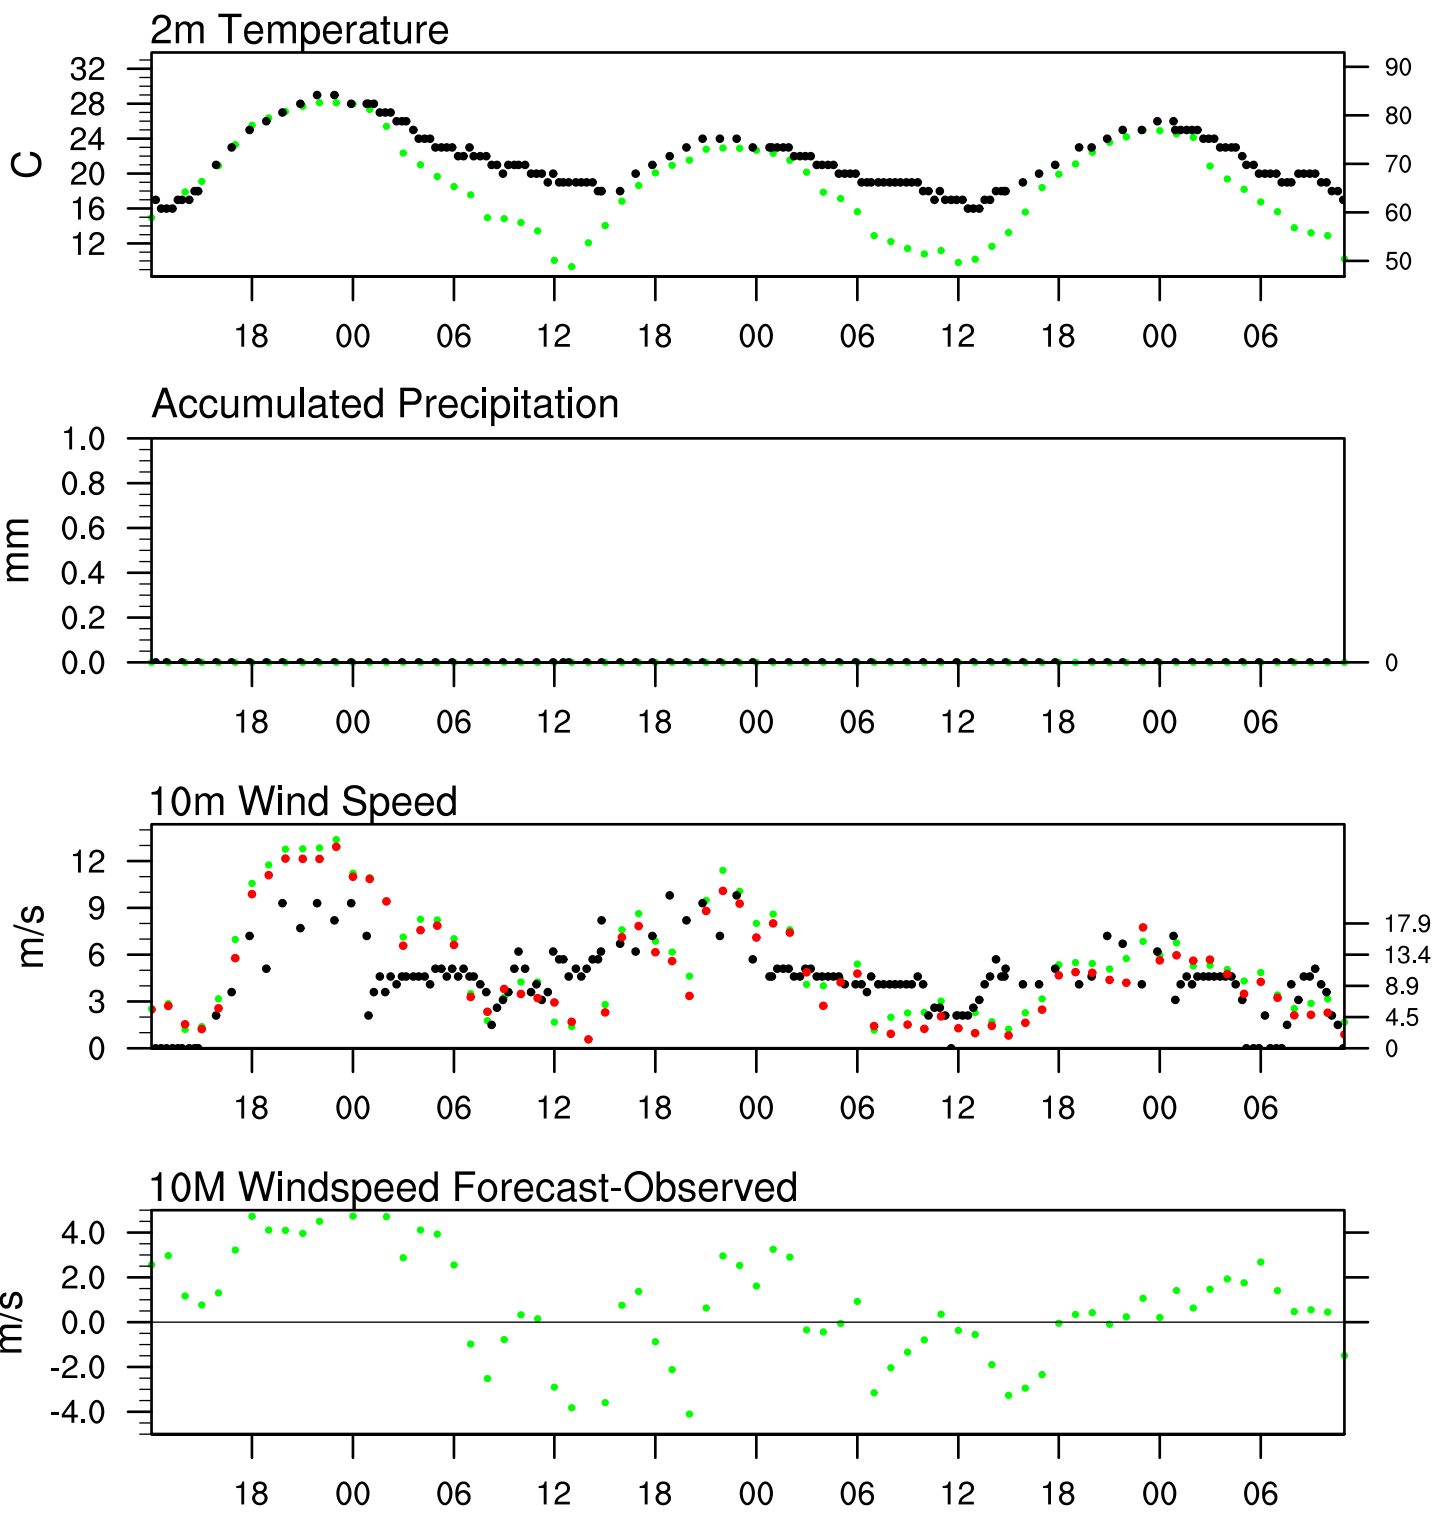 2m Temperature
32
28
24
20
16
12
C
90
80
70
60
50
18 00 06 12 18 00 06 12 18 00 06
Accumulated Precipitation
1.0
0.8
0.6
0.4
0.2
0.0
mm
0
18 00 06 12 18 00 06 12 18 00 06
10m Wind Speed
12
9
6
3
0
m/s
17.9
13.4
8.9
4.5
0
18 00 06 12 18 00 06 12 18 00 06
10M Windspeed Forecast-Observed
4.0
2.0
0.0
-2.0
-4.0
m/s
18 00 06 12 18 00 06 12 18 00 06